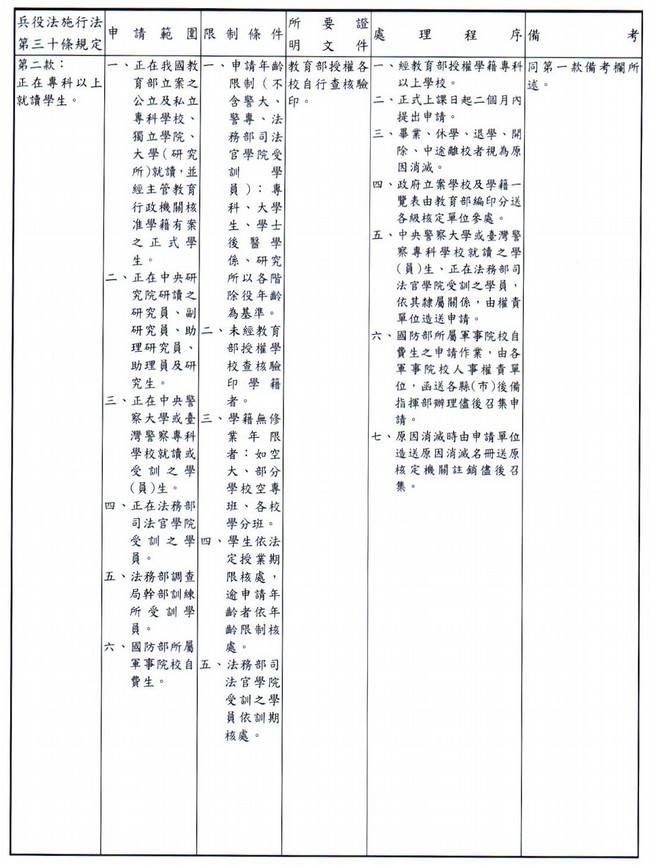 兵役法施行法
第三十條規定
申請範圍
限制條件
所要證
明文件
處理程序
備考
第二款：
正在專科以上
就讀學生。
一、正在我國教
育部立案之
公立及私立
專科學校、
獨立學院、
大學(研究
所)就讀，並
經主管教育
行政機關核
准學籍有案
之正式學
生。
二、正在中央研
究院研讀之
研究員、副
研究員、助
理研究員、
助理員及研
究生。
三、正在中央警
察大學或臺
灣警察專科
學校就讀或
受訓之學
(員)生。
四、正在法務部
司法官學院
受訓之學
員。
五、法務部調查
局幹部訓練
所受訓學
員。
六、國防部所屬
軍事院校自
費生。
一、申請年齡
限制（不
含警大、
警專、法
務部司法
官學院受
訓學
員）：專
科、大學
生、學士
後醫學
係、研究
所以各階
除役年齡
為基準。
二、未經教育
部授權學
校查核驗
印學籍
者。
三、學籍無修
業年限
者：如空
大、部分
學校空專
班、各校
學分班。
四、學生依法
定授業期
限核處，
逾申請年
齡者依年
齡限制核
處。
五、法務部司
法官學院
受訓之學
員依訓期
核處。
教育部授權各
校自行查核驗
印。
一、經教育部授權學籍專科
以上學校。
二、正式上課日起二個月內
提出申請。
三、畢業、休學、退學、開
除、中途離校者視為原
因消滅。
四、政府立案學校及學籍一
覽表由教育部編印分送
各級核定單位參處。
五、中央警察大學或臺灣警
察專科學校就讀之學
(員)生、正在法務部司
法官學院受訓之學員，
依其隸屬關係，由權責
單位造送申請。
六、國防部所屬軍事院校自
費生之申請作業，由各
軍事院校人事權責單
位，函送各縣(市)後備
指揮部辦理儘後召集申
請。
七、原因消滅時由申請單位
造送原因消滅名冊送原
核定機關註銷儘後召
集。
同第一款備考欄所
述。